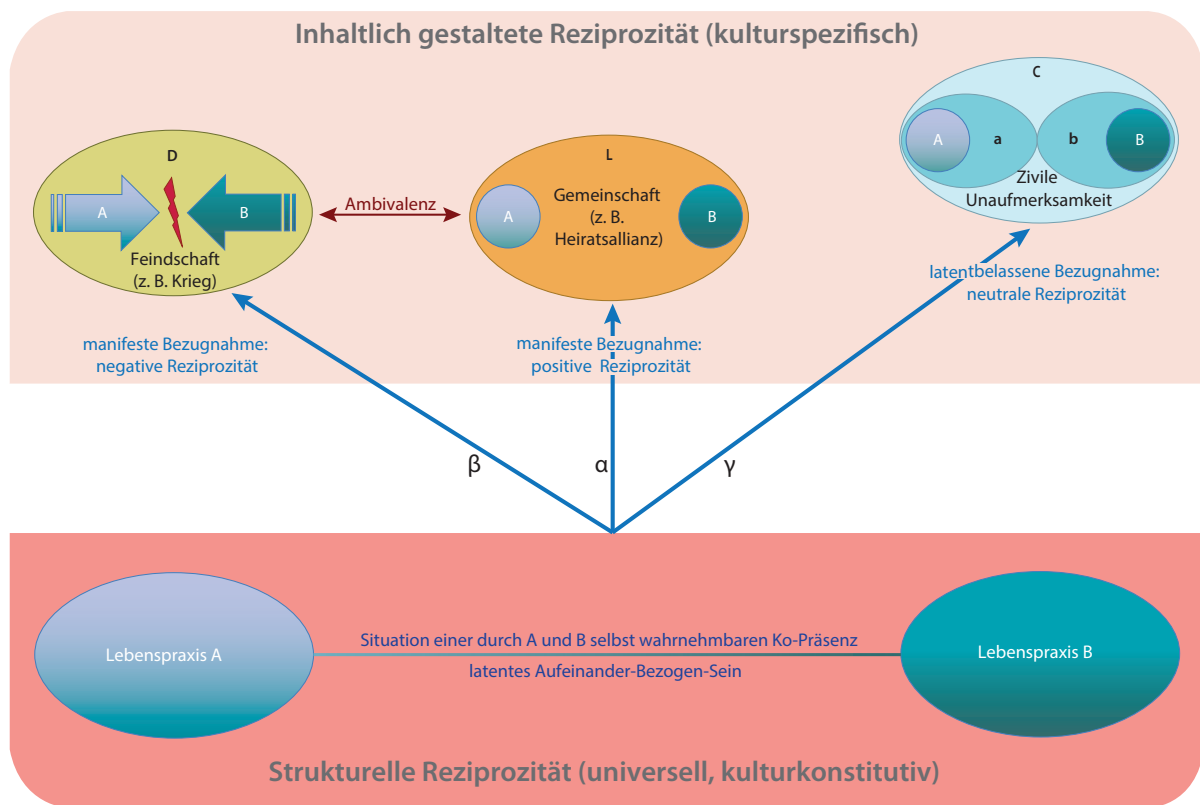 Inhaltlich gestaltete Reziprozität (kulturspezifisch)
D
A
B
Feindschaft
(z. B. Krieg)
Ambivalenz
L
A
Gemeinschaft
(z. B.
Heiratsallianz)
B
C
A
a
b
B
Zivile
Unaufmerksamkeit
manifeste Bezugnahme:
negative Reziprozität
manifeste Bezugnahme:
positive Reziprozität
latentbelassene Bezugnahme:
neutrale Reziprozität
β
α
γ
Lebenspraxis A
Situation einer durch A und B selbst wahrnehmbaren Ko-Präsenz
latentes Aufeinander-Bezogen-Sein
Lebenspraxis B
Strukturelle Reziprozität (universell, kulturkonstitutiv)